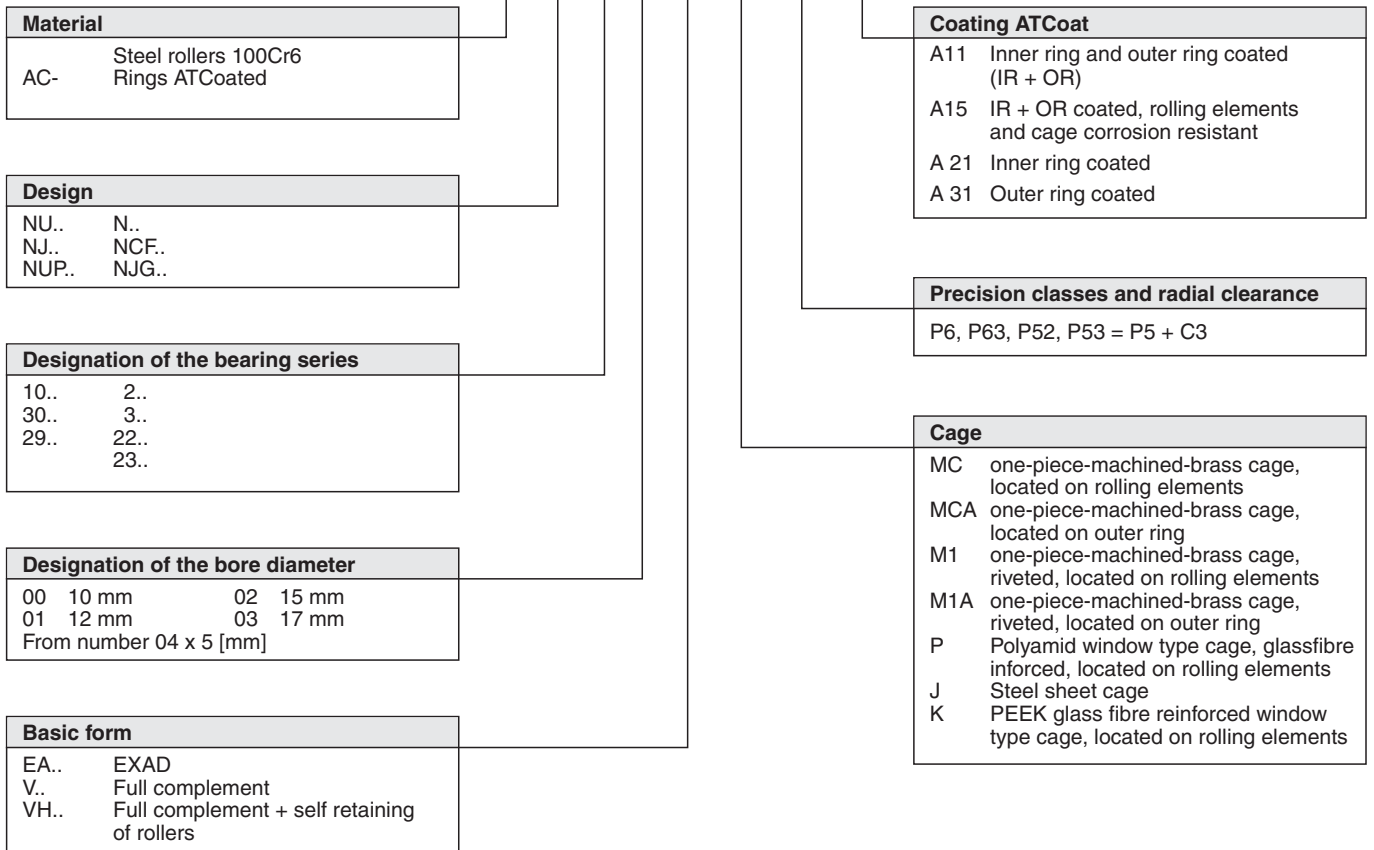 Material
Steel rollers 100Cr6
AC- Rings ATCoated
Design
NU.. N..
NJ.. NCF..
NUP.. NJG..
Designation of the bearing series
10.. 2..
30.. 3..
29.. 22..
23..
Designation of the bore diameter
00 10 mm 02 15 mm
01 12 mm 03 17 mm
From number 04 x 5 [mm]
Basic form
EA.. EXAD
V.. Full complement
VH.. Full complement + self retaining
of rollers
Coating ATCoat
A11 Inner ring and outer ring coated
(IR + OR)
A15 IR + OR coated, rolling elements
and cage corrosion resistant
A 21 Inner ring coated
A 31 Outer ring coated
Precision classes and radial clearance
P6, P63, P52, P53 = P5 + C3
Cage
MC one-piece-machined-brass cage,
located on rolling elements
MCA one-piece-machined-brass cage,
located on outer ring
M1 one-piece-machined-brass cage,
riveted, located on rolling elements
M1A one-piece-machined-brass cage,
riveted, located on outer ring
P Polyamid window type cage, glassfibre
inforced, located on rolling elements
J Steel sheet cage
K PEEK glass fibre reinforced window
type cage, located on rolling elements